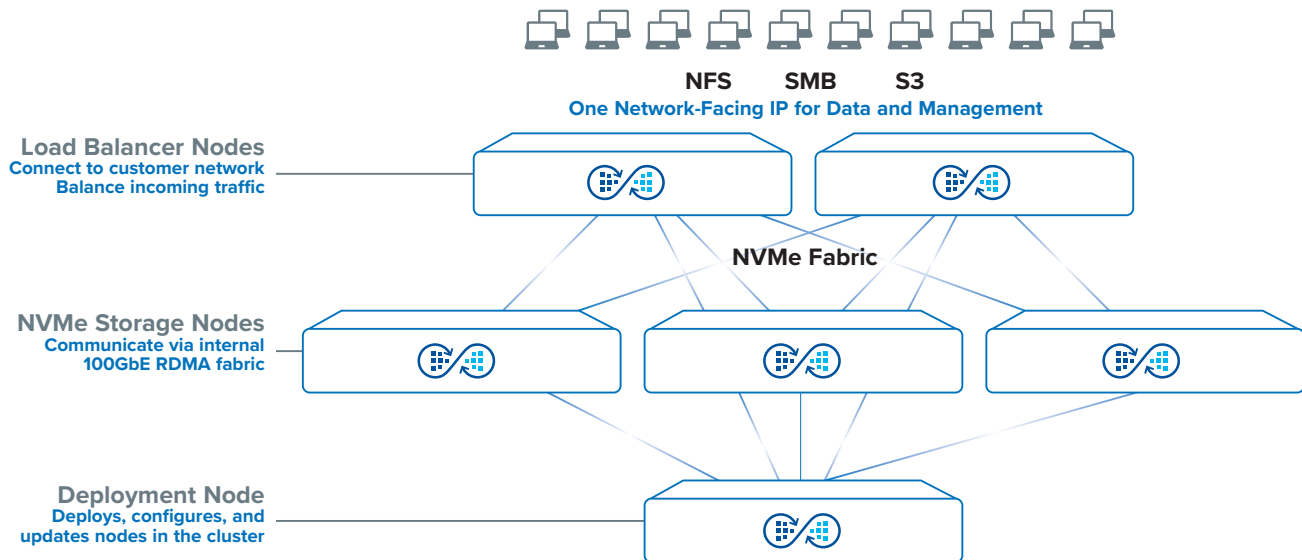 NFS SMB S3
One Network-Facing IP for Data and Management
Load Balancer Nodes
Connect to customer network
Balance incoming traffic
NVMe Fabric
NVMe Storage Nodes
Communicate via internal
100GbE RDMA fabric
Deployment Node
Deploys, configures, and
updates nodes in the cluster